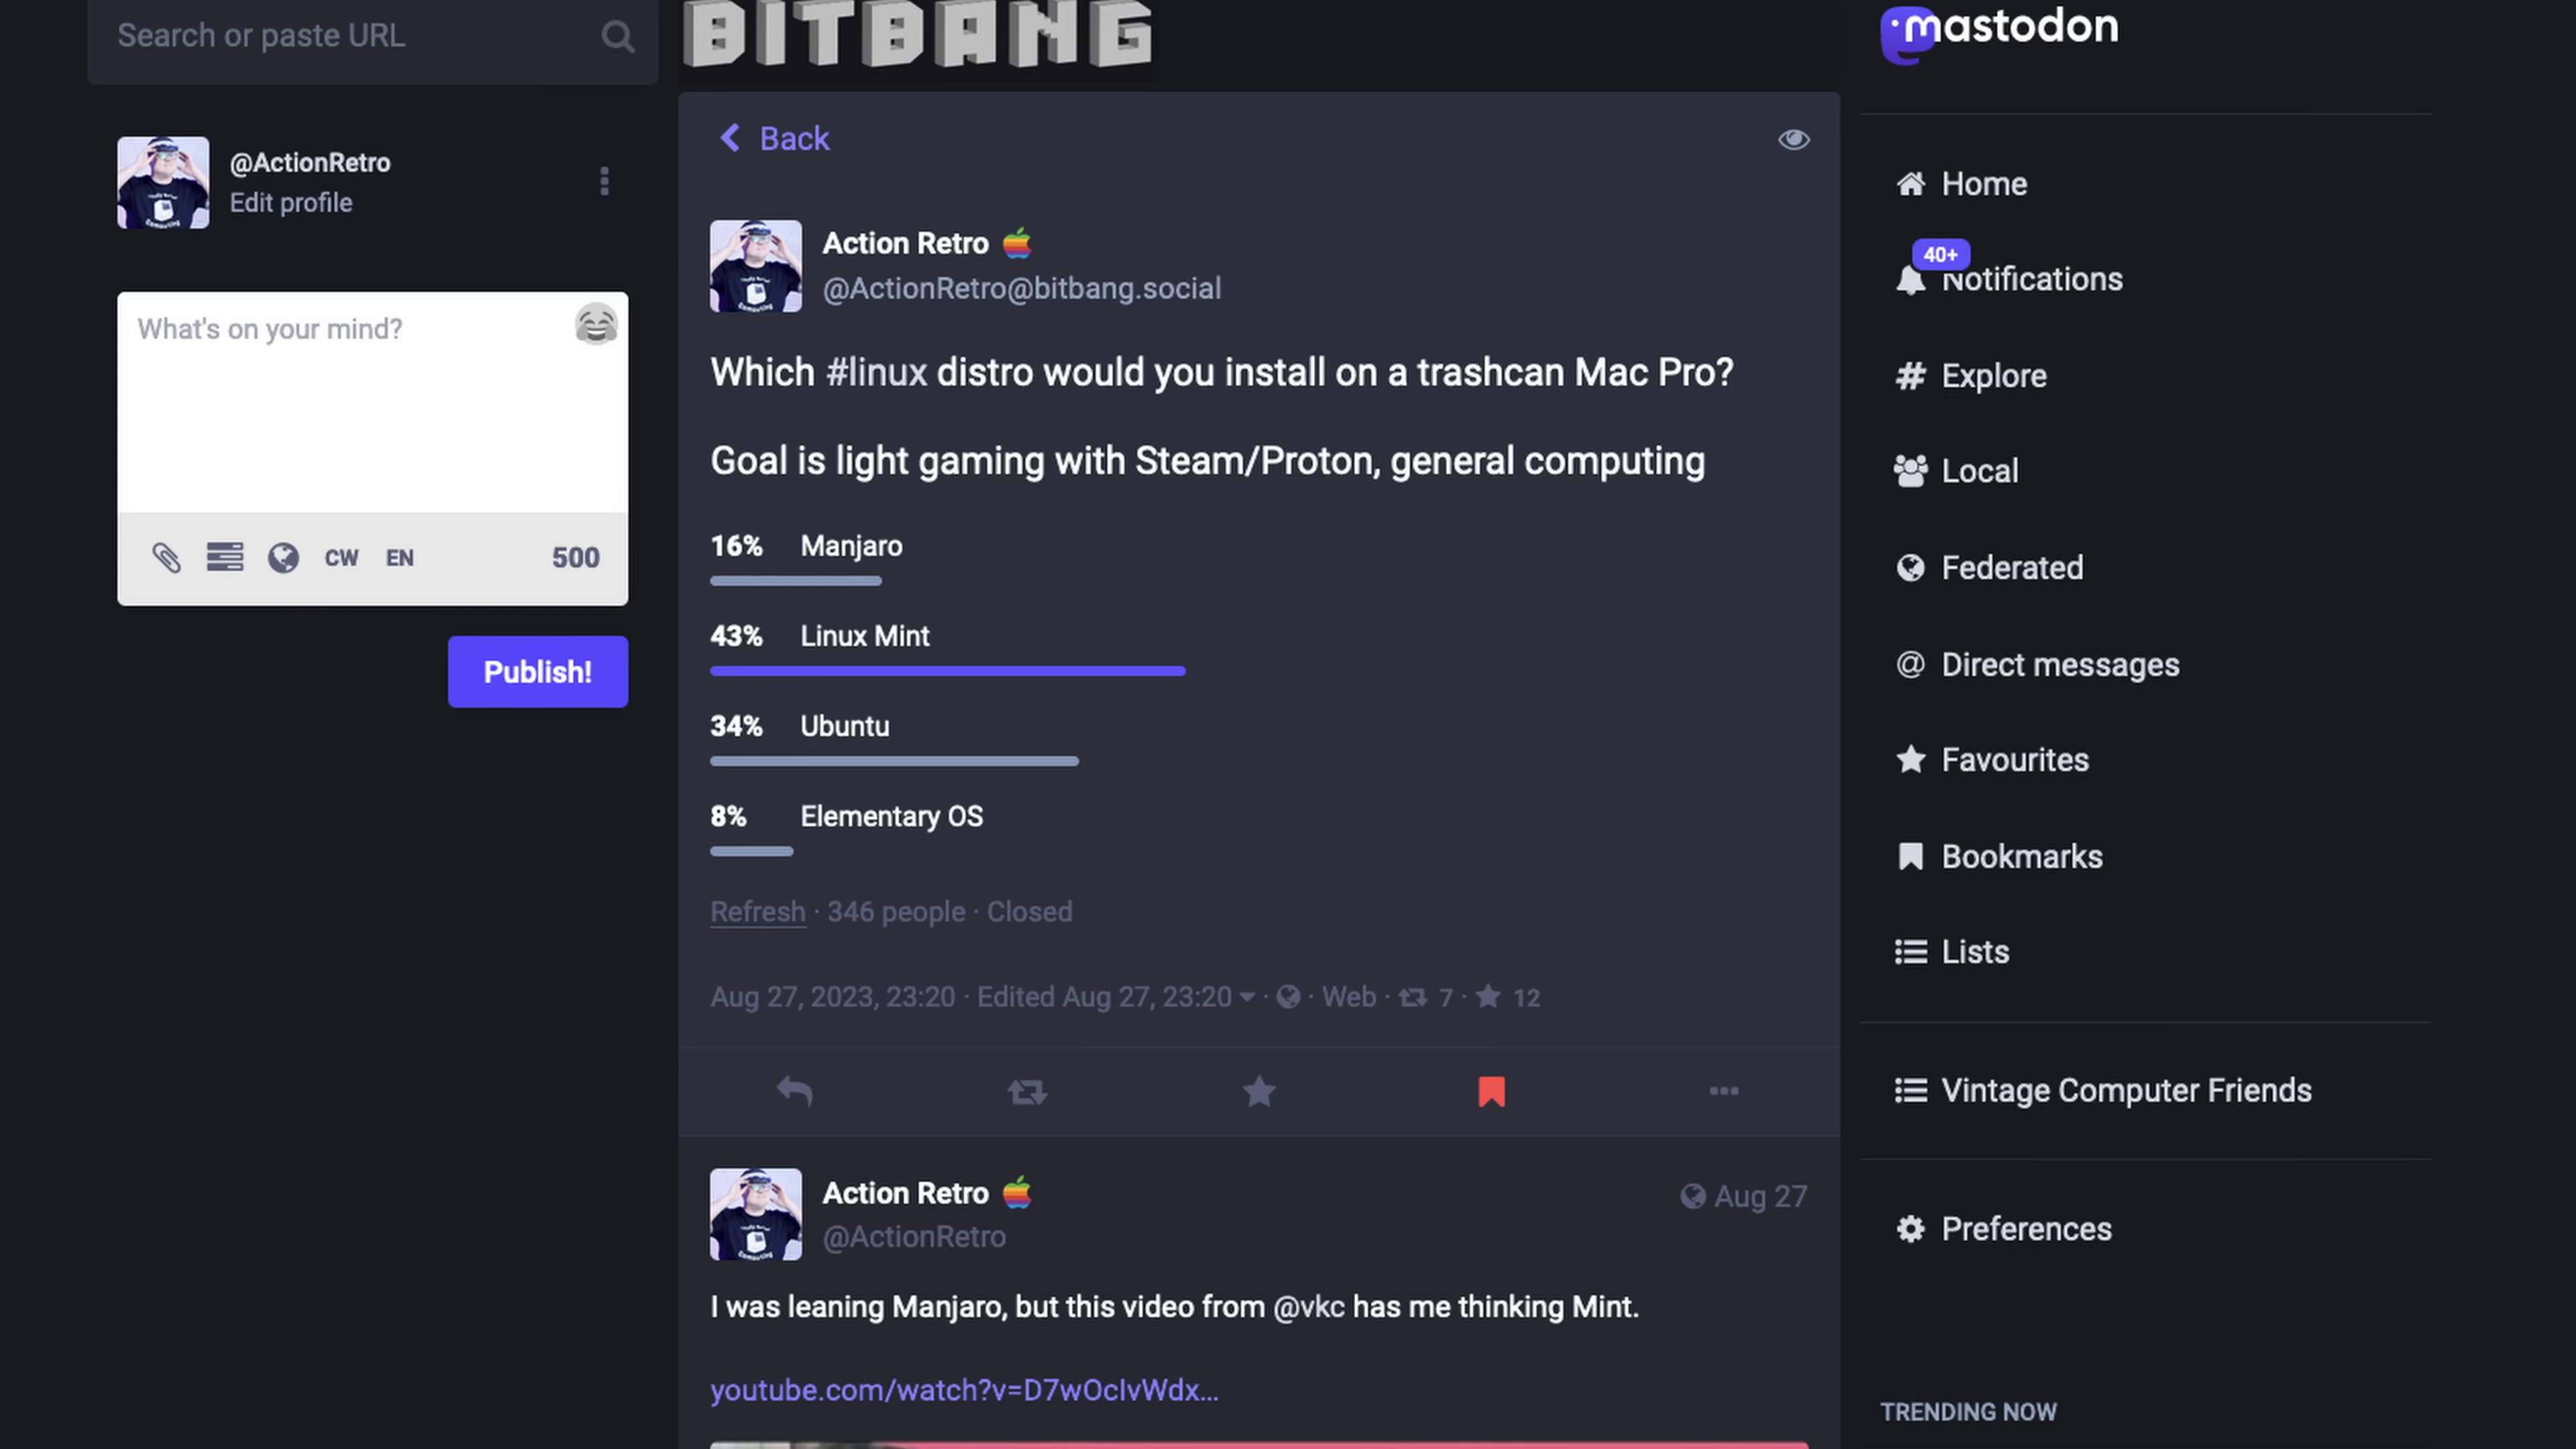 Search or paste URL
@ActionRetro
Edit profile
What's on your mind?
CW EN 500
Publish!
BITBANG
Back
Action Retro
@ActionRetro@bitbang.social
Which #linux distro would you install on a trashcan Mac Pro?
Goal is light gaming with Steam/Proton, general computing
16% Manjaro
43% Linux Mint
34% Ubuntu
8% Elementary OS
Refresh · 346 people · Closed
Aug 27, 2023, 23:20 · Edited Aug 27, 23:20 · · Web · 7 · 12
Action Retro
Aug 27
@ActionRetro
I was leaning Manjaro, but this video from @vkc has me thinking Mint.
youtube.com/watch?v=D7wOcIvWdx...
mastodon
Home
40+
Notifications
# Explore
Local
Federated
@ Direct messages
Favourites
Bookmarks
Lists
Vintage Computer Friends
Preferences
TRENDING NOW